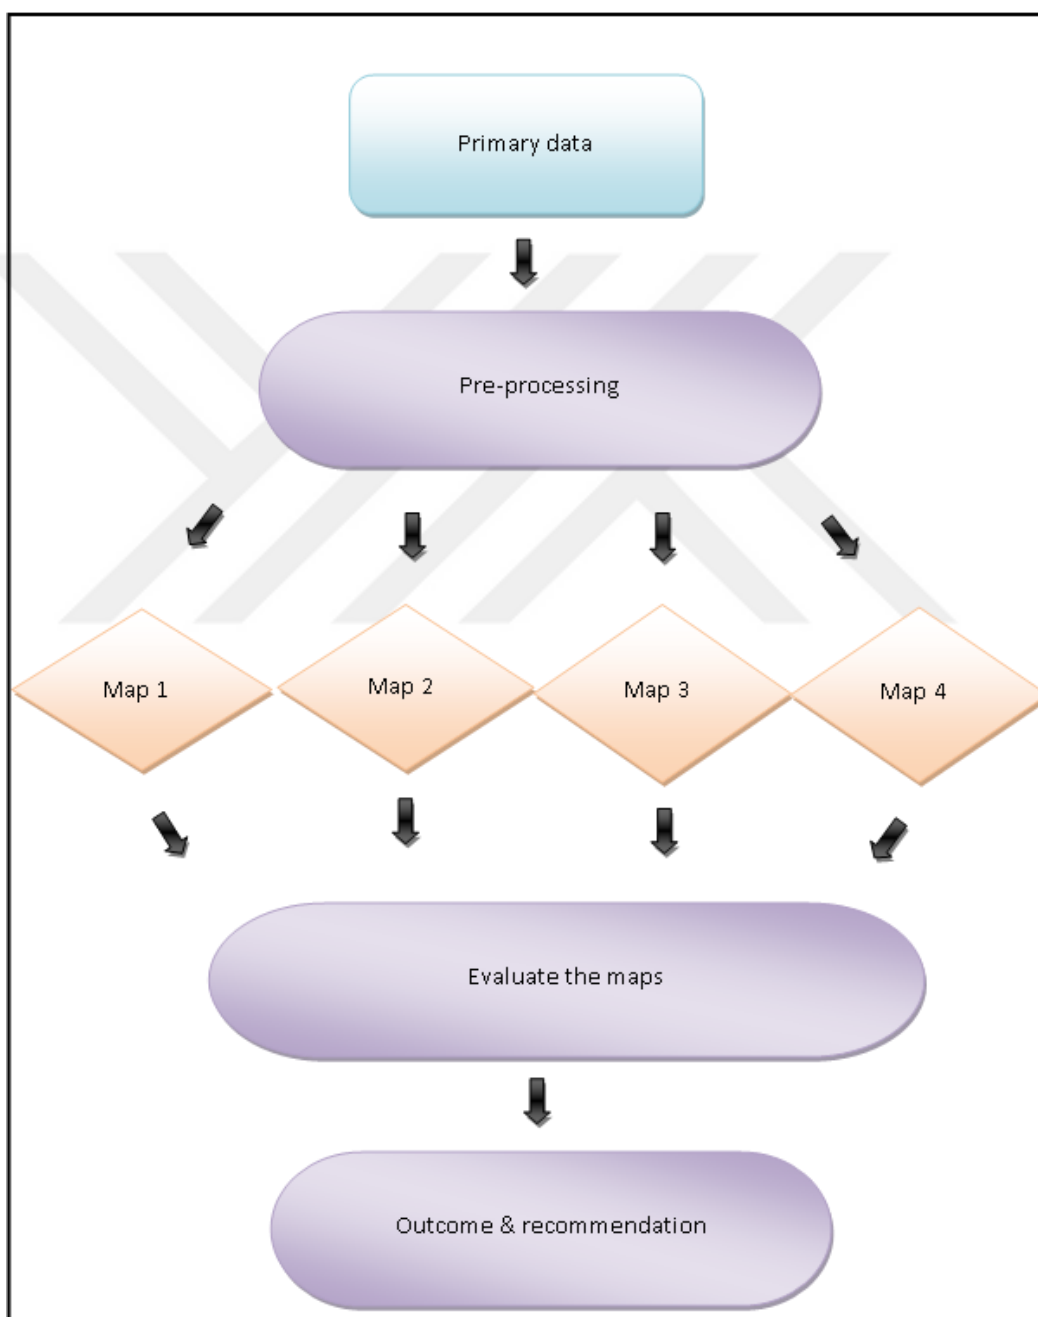 Primary data
Pre-processing
Map 1
Map 2
Map 3
Map 4
Evaluate the maps
Outcome & recommendation